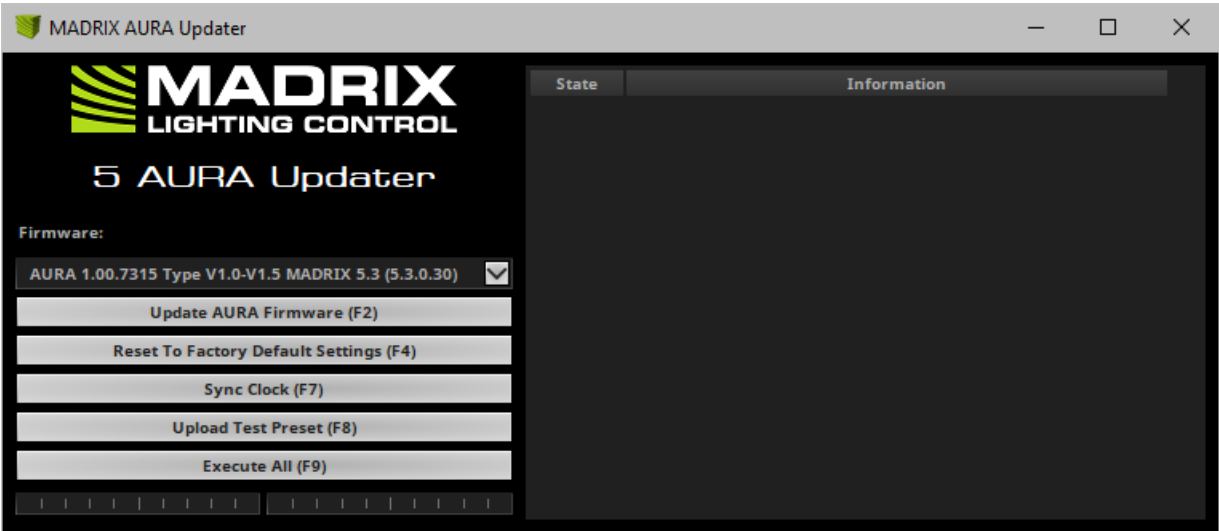 MADRIX AURA Updater
MADRIX
LIGHTING CONTROL
5 AURA Updater
Firmware:
AURA 1.00.7315 Type V1.0-V1.5 MADRIX 5.3 (5.3.0.30)
Update AURA Firmware (F2)
Reset To Factory Default Settings (F4)
Sync Clock (F7)
Upload Test Preset (F8)
Execute All (F9)
State Information